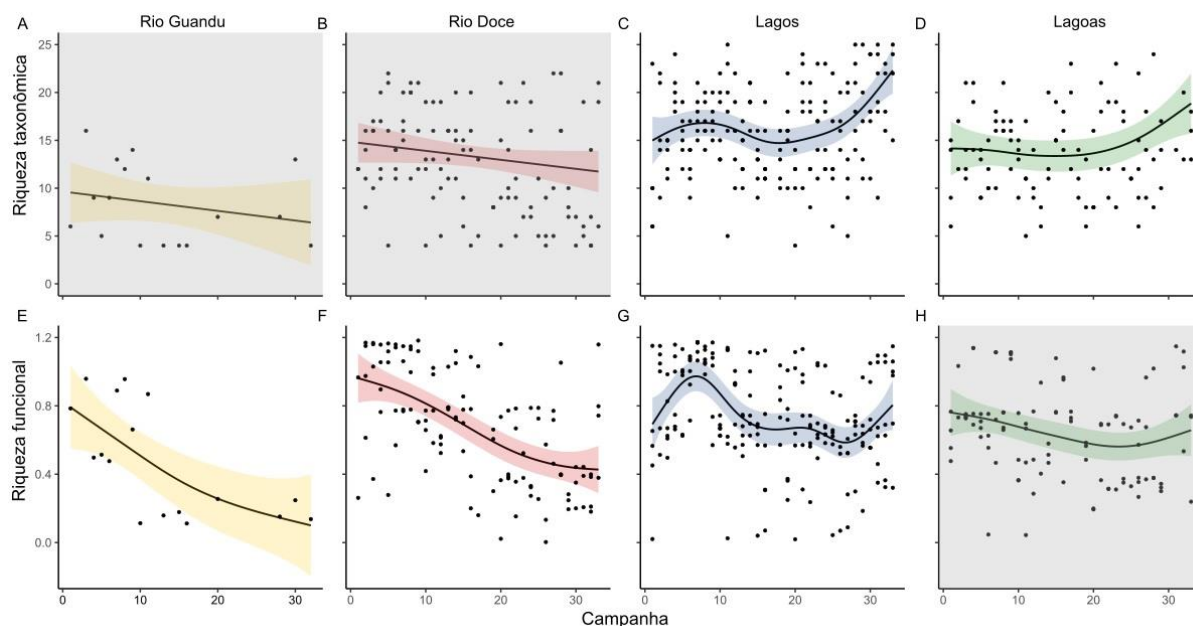 A Rio Guandu B Rio Doce C Lagos D Lagoas
Riqueza taxonômica
25
20
15
10
5
0
E F G H
Riqueza funcional
1.2
0.8
0.4
0.0
0 10 20 30 0 10 20 30 0 10 20 30 0 10 20 30
Campanha